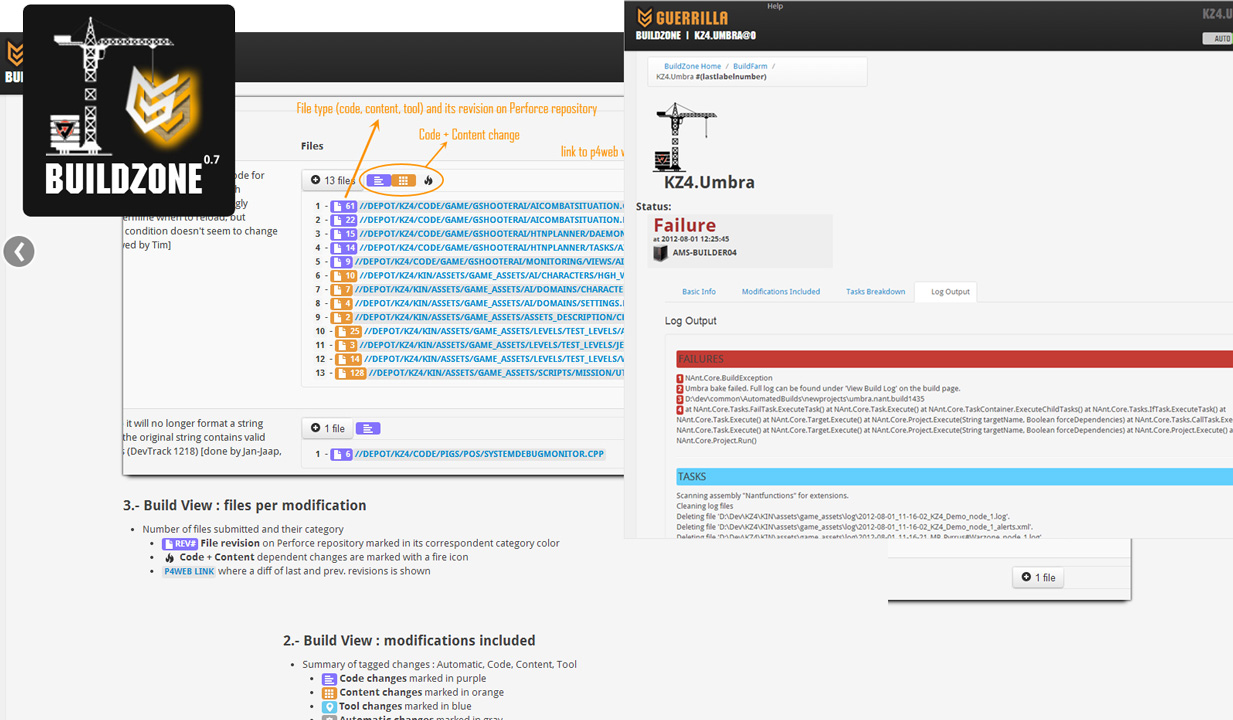 BUILDZONE 0.7
BU
File type (code, content, tool) and its revision on Perforce repository
Code + Content change
link to p4web
Files
ode for
gly
ermine when to reload, but
condition doesn't seem to change
ved by Tim]
13 files
1 - 61 //DEPOT/KZ4/CODE/GAME/GSHOOTERAI/AICOMBATSITUATION.
2 - 22 //DEPOT/KZ4/CODE/GAME/GSHOOTERAI/AICOMBATSITUATION.
3 - 15 //DEPOT/KZ4/CODE/GAME/GSHOOTERAI/HTNPLANNER/DAEMON
4 - 14 //DEPOT/KZ4/CODE/GAME/GSHOOTERAI/HTNPLANNER/TASKS/A
5 - 9 //DEPOT/KZ4/CODE/GAME/GSHOOTERAI/MONITORING/VIEWS/AI
6 - 10 //DEPOT/KZ4/KIN/ASSETS/GAME_ASSETS/AI/CHARACTERS/HGH_W
7 - 7 //DEPOT/KZ4/KIN/ASSETS/GAME_ASSETS/AI/DOMAINS/CHARACTE
8 - 4 //DEPOT/KZ4/KIN/ASSETS/GAME_ASSETS/AI/DOMAINS/SETTINGS.
9 - 2 //DEPOT/KZ4/KIN/ASSETS/GAME_ASSETS/ASSETS_DESCRIPTION/C
10 - 25 //DEPOT/KZ4/KIN/ASSETS/GAME_ASSETS/LEVELS/TEST_LEVELS/A
11 - 3 //DEPOT/KZ4/KIN/ASSETS/GAME_ASSETS/LEVELS/TEST_LEVELS/JE
12 - 14 //DEPOT/KZ4/KIN/ASSETS/GAME_ASSETS/LEVELS/TEST_LEVELS/V
13 - 128 //DEPOT/KZ4/KIN/ASSETS/GAME_ASSETS/SCRIPTS/MISSION/UT
it will no longer format a string
the original string contains valid
(DevTrack 1218) [done by Jan-Jaap,
1 file
1 - 6 //DEPOT/KZ4/CODE/PIGS/POS/SYSTEMDEBUGMONITOR.CPP
3.- Build View : files per modification
Number of files submitted and their category
REV# File revision on Perforce repository marked in its correspondent category color
Code + Content dependent changes are marked with a fire icon
P4WEB LINK where a diff of last and prev. revisions is shown
2.- Build View : modifications included
Summary of tagged changes : Automatic, Code, Content, Tool
Code changes marked in purple
Content changes marked in orange
Tool changes marked in blue
Automatic changes marked in gray
Help
GUERRILLA
BUILDZONE | KZ4.UMBRA@0
KZ4.U
AUTO
BuildZone Home / BuildFarm /
KZ4.Umbra #(lastlabelnumber)
KZ4.Umbra
Status:
Failure
at 2012-08-01 12:25:45
AMS-BUILDER04
Basic Info Modifications Included Tasks Breakdown Log Output
Log Output
FAILURES
1 NAnt.Core.BuildException
2 Umbra bake failed. Full log can be found under 'View Build Log' on the build page.
3 D:\dev\common\AutomatedBuilds\newprojects\umbra.nant.build1435
4 at NAnt.Core.Tasks.FailTask.ExecuteTask() at NAnt.Core.Task.Execute() at NAnt.Core.TaskContainer.ExecuteChildTasks() at NAnt.Core.Tasks.IfTask.ExecuteTask() at
NAnt.Core.Task.Execute() at NAnt.Core.Target.Execute() at NAnt.Core.Project.Execute(String targetName, Boolean forceDependencies) at NAnt.Core.Tasks.CallTask.Exe
NAnt.Core.Task.Execute() at NAnt.Core.Target.Execute() at NAnt.Core.Project.Execute(String targetName, Boolean forceDependencies) at NAnt.Core.Project.Execute() a
NAnt.Core.Project.Run()
TASKS
Scanning assembly "Nantfunctions" for extensions.
Cleaning log files
Deleting file 'D:\Dev\KZ4\KIN\assets\game_assets\log\2012-08-01_11-16-02_KZ4_Demo_node_1.log'.
Deleting file 'D:\Dev\KZ4\KIN\assets\game_assets\log\2012-08-01_11-16-02_KZ4_Demo_node_1_alerts.xml'.
Deleting file 'D:\Dev\KZ4\KIN\assets\game_assets\log\2012-08-01_11-16-21_MP_Pyrrus#Warzone_node_1.log'.
1 file